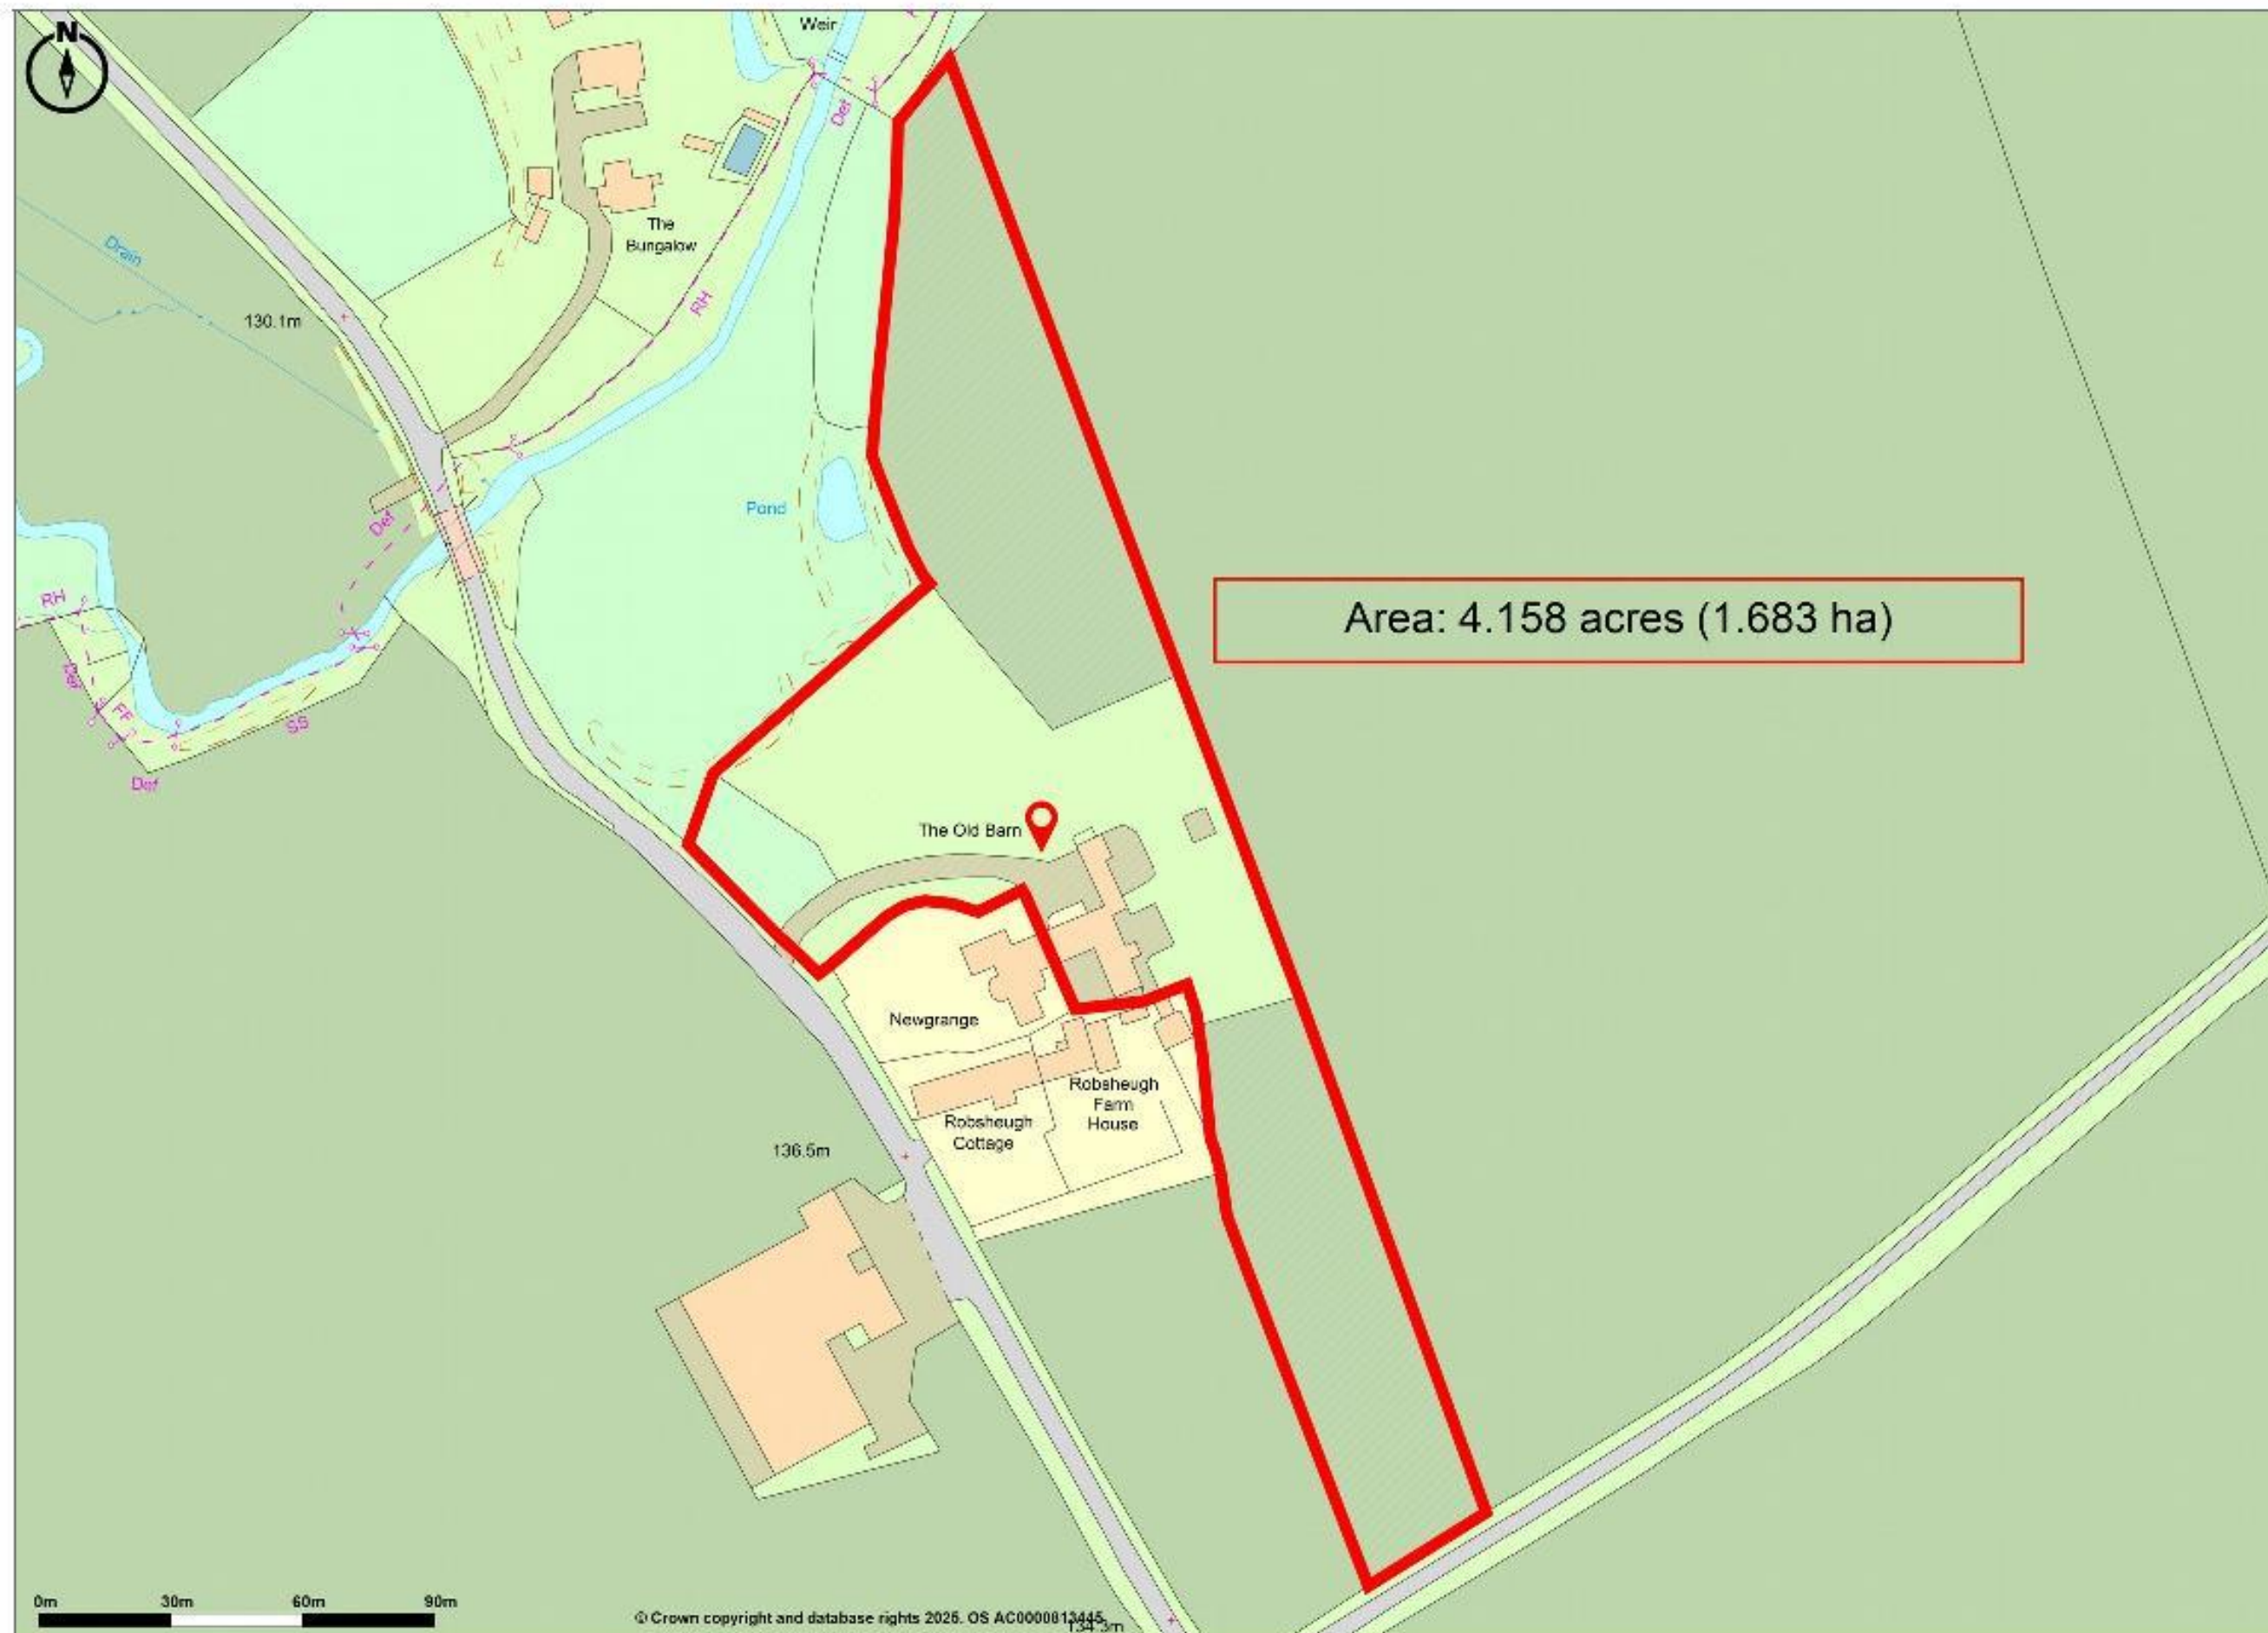 N
Weir
Def
The
Bungalow
Drain
RH
130.1m
Pond
Def
RH
Def
FF
SS
Def
Area: 4.158 acres (1.683 ha)
The Old Barn
Newgrange
Robsheugh
Farm
House
Robsheugh
Cottage
136.5m
0m 30m 60m 90m
© Crown copyright and database rights 2025. OS AC0000813445
134.3m